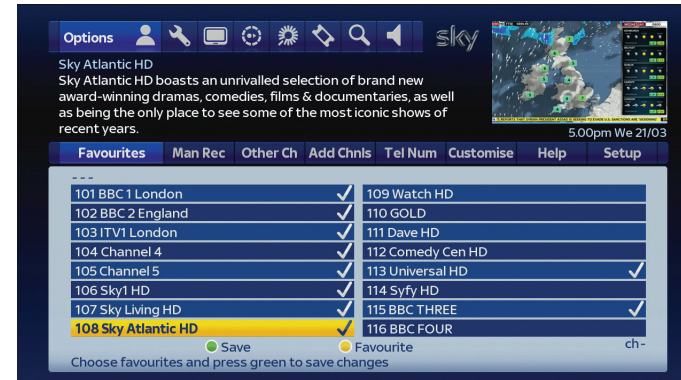 Options
sky
Sky Atlantic HD
Sky Atlantic HD boasts an unrivalled selection of brand new
award-winning dramas, comedies, films & documentaries, as well
as being the only place to see some of the most iconic shows of
recent years.
5.00pm We 21/03
Favourites Man Rec Other Ch Add Chnls Tel Num Customise Help Setup
---
101 BBC 1 London
102 BBC 2 England
103 ITV1 London
104 Channel 4
105 Channel 5
106 Sky1 HD
107 Sky Living HD
108 Sky Atlantic HD
109 Watch HD
110 GOLD
111 Dave HD
112 Comedy Cen HD
113 Universal HD
114 Syfy HD
115 BBC THREE
116 BBC FOUR
Save Favourite ch-
Choose favourites and press green to save changes